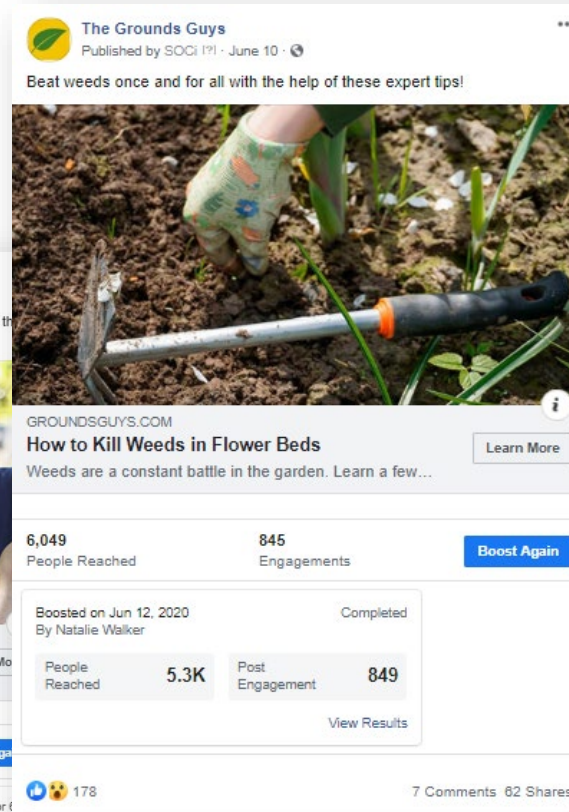 The Grounds Guys
Published by SOCi [?] · June 10 ·
Beat weeds once and for all with the help of these expert tips!
GROUNDSGUYS.COM
How to Kill Weeds in Flower Beds
Learn More
Weeds are a constant battle in the garden. Learn a few...
6,049
People Reached
845
Engagements
Boost Again
Boosted on Jun 12, 2020
Completed
By Natalie Walker
People
Reached
5.3K
Post
Engagement
849
View Results
178
7 Comments 62 Shares